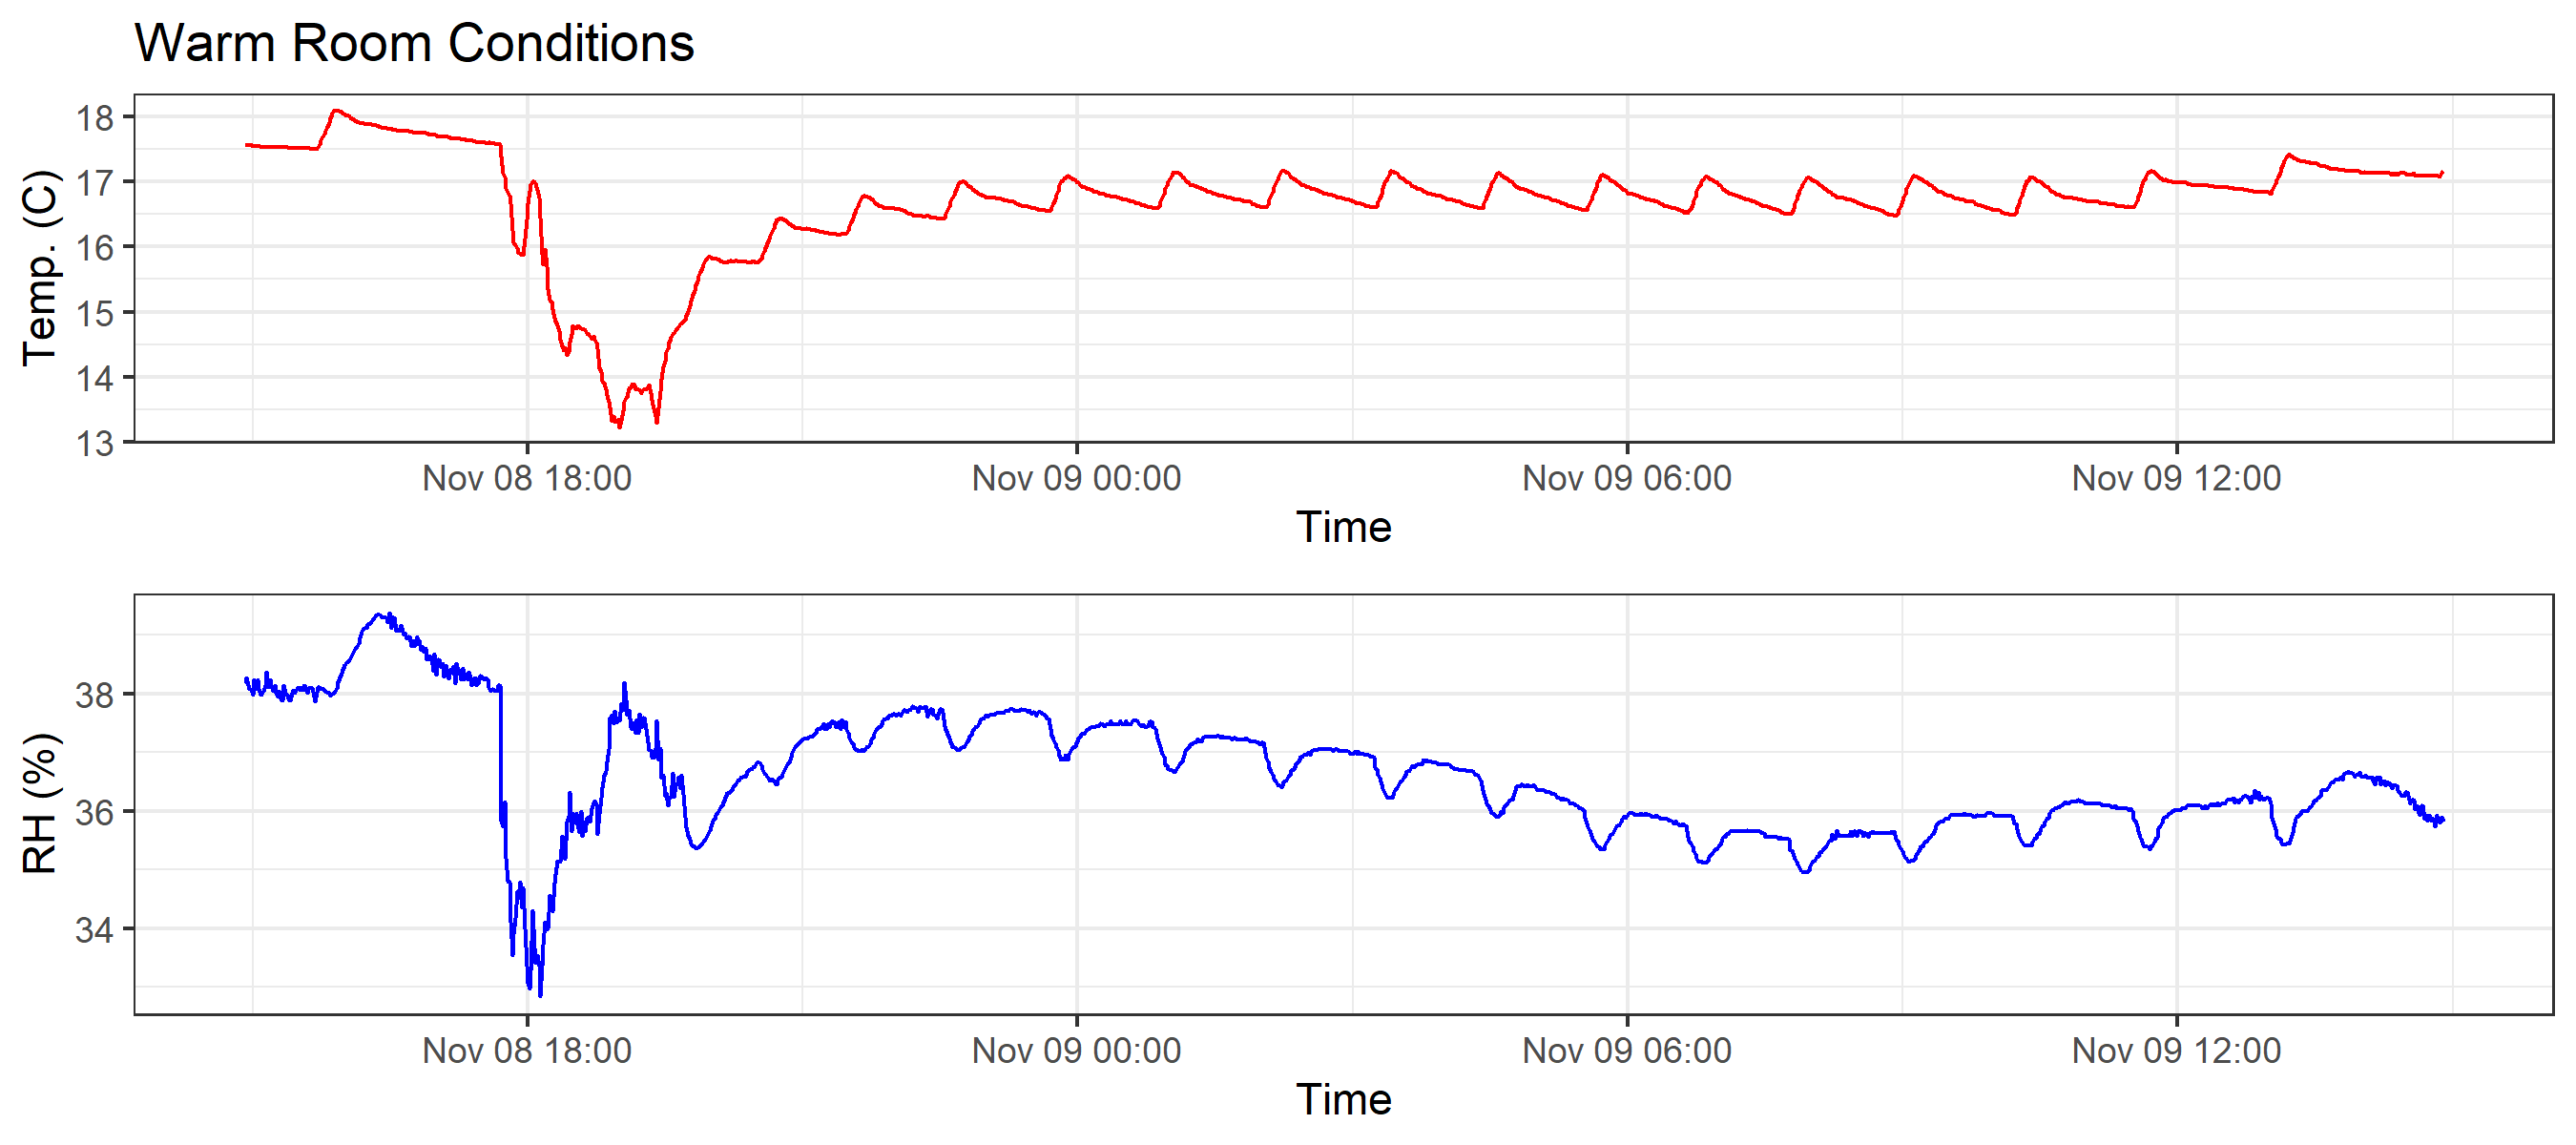 Warm Room Conditions
Temp. (C)
18
17
16
15
14
13
Nov 08 18:00 Nov 09 00:00 Nov 09 06:00 Nov 09 12:00
Time
RH (%)
38
36
34
Nov 08 18:00 Nov 09 00:00 Nov 09 06:00 Nov 09 12:00
Time